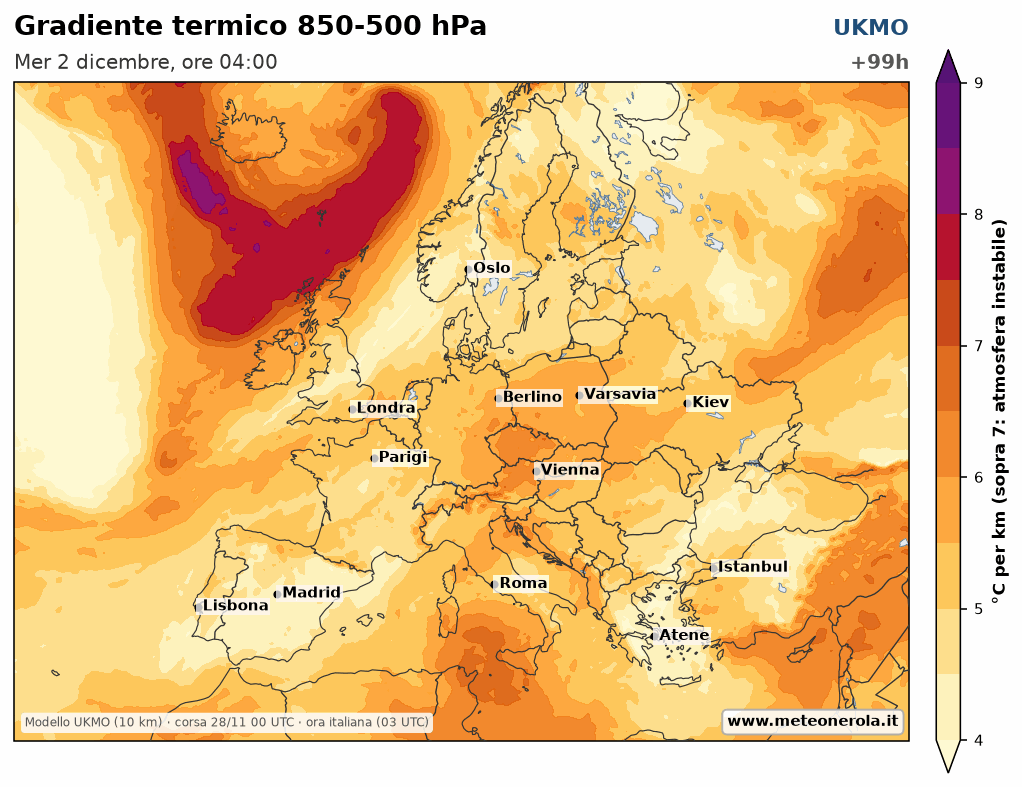 Gradiente termico 850-500 hPa
UKMO
Mer 2 dicembre, ore 04:00
+99h
9
8
7
6
5
4
°C per km (sopra 7: atmosfera instabile)
Oslo
Berlino
Varsavia
Kiev
Londra
Parigi
Vienna
Istanbul
Roma
Madrid
Lisbona
Atene
Modello UKMO (10 km) · corsa 28/11 00 UTC · ora italiana (03 UTC)
www.meteonerola.it